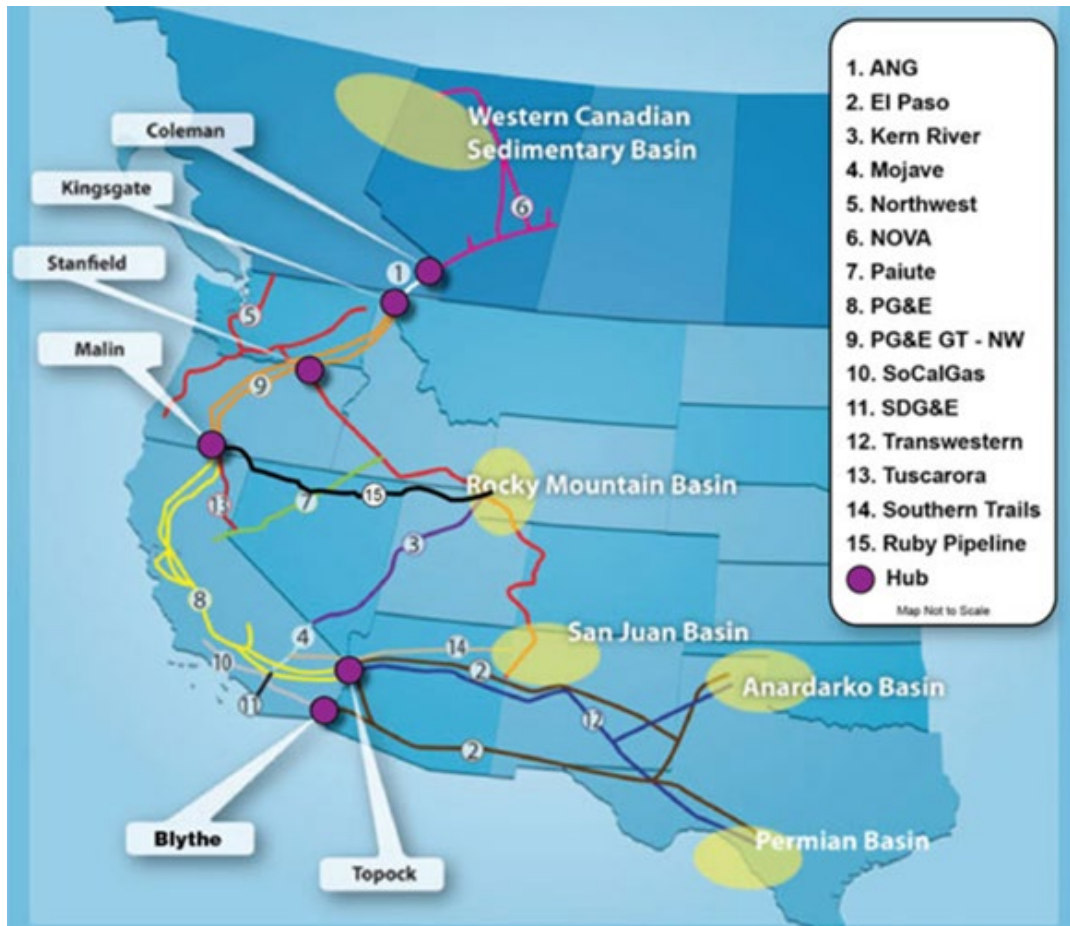 Western Canadian
Sedimentary Basin
Coleman
Kingsgate
Stanfield
Malin
Rocky Mountain Basin
San Juan Basin
Anardarko Basin
Permian Basin
Blythe
Topock
6
1
5
9
13
7
15
3
8
4
14
10
2
11
12
2
1. ANG
2. El Paso
3. Kern River
4. Mojave
5. Northwest
6. NOVA
7. Paiute
8. PG&E
9. PG&E GT - NW
10. SoCalGas
11. SDG&E
12. Transwestern
13. Tuscarora
14. Southern Trails
15. Ruby Pipeline
Hub
Map Not to Scale